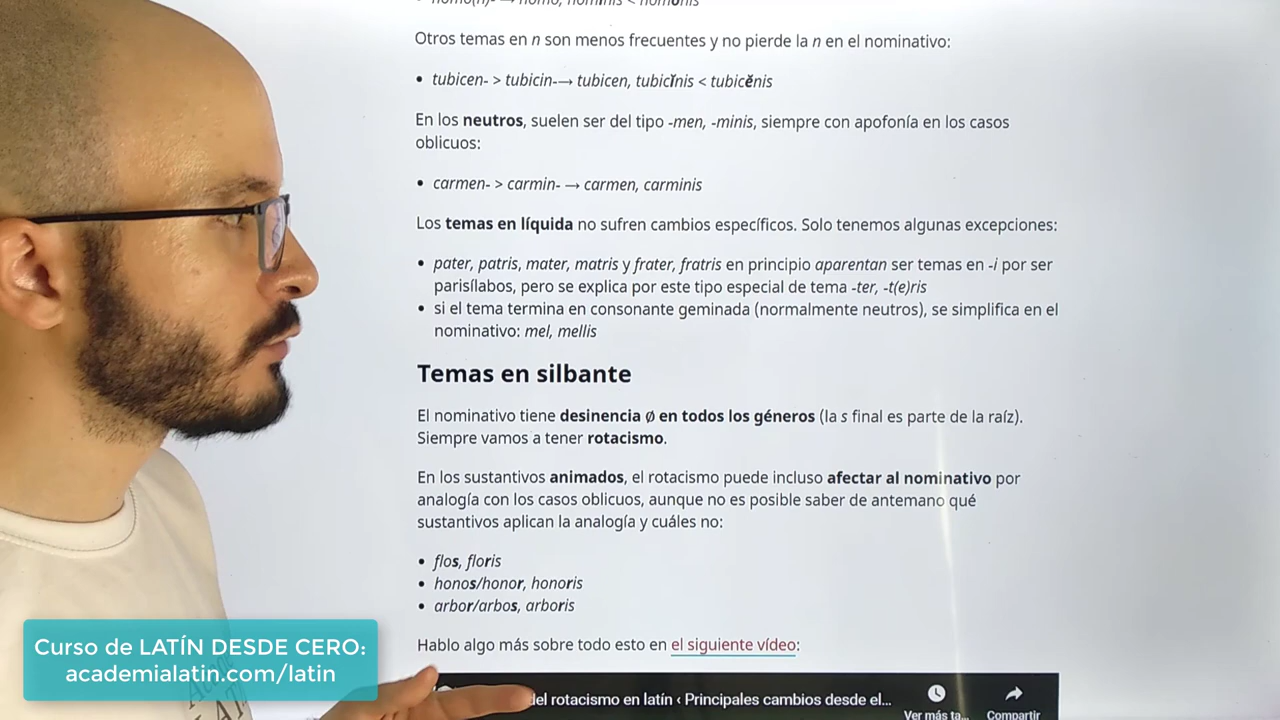 homo(n)- → homo, hominis < homonis
Otros temas en n son menos frecuentes y no pierde la n en el nominativo:
• tubicen- > tubicin-→ tubicen, tubicĭnis < tubicĕnis
En los neutros, suelen ser del tipo -men, -minis, siempre con apofonía en los casos
oblicuos:
• carmen- > carmin- → carmen, carminis
Los temas en líquida no sufren cambios específicos. Solo tenemos algunas excepciones:
• pater, patris, mater, matris y frater, fratris en principio aparentan ser temas en -i por ser
parisílabos, pero se explica por este tipo especial de tema -ter, -t(e)ris
• si el tema termina en consonante geminada (normalmente neutros), se simplifica en el
nominativo: mel, mellis
Temas en silbante
El nominativo tiene desinencia ø en todos los géneros (la s final es parte de la raíz).
Siempre vamos a tener rotacismo.
En los sustantivos animados, el rotacismo puede incluso afectar al nominativo por
analogía con los casos oblicuos, aunque no es posible saber de antemano qué
sustantivos aplican la analogía y cuáles no:
• flos, floris
• honos/honor, honoris
• arbor/arbos, arboris
Hablo algo más sobre todo esto en el siguiente vídeo:
del rotacismo en latín ‹ Principales cambios desde el...
Ver más ta... Compartir
Curso de LATÍN DESDE CERO:
academialatin.com/latin